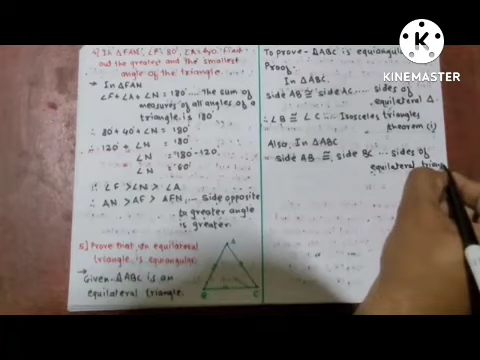 4) In △FAN, ∠F=80°, ∠A=40°. Find
out the greatest and the smallest
angle of the triangle.
→ In △FAN
∠F+∠A+∠N=180° ... the sum of
measures of all angles of a
triangle is 180°
∴ 80+40+∠N=180°
∴ 120+∠N = 180°
∠N = 180-120
∠N = 60°
∴ ∠F>∠N>∠A
∴ AN > AF > FN ... side opposite
to greater angle
is greater.
5] Prove that an equilateral
triangle is equiangular.
→ Given - △ABC is an
equilateral triangle.
A
B C
To prove - △ABC is equiangular
Proof.
In △ABC.
side AB ≅ side AC .... sides of
equilateral △
∴ ∠B ≅ ∠C ... Isosceles triangles
theorem (i)
Also, In △ABC
side AB ≅ side BC ... sides of
equilateral
KINEMASTER